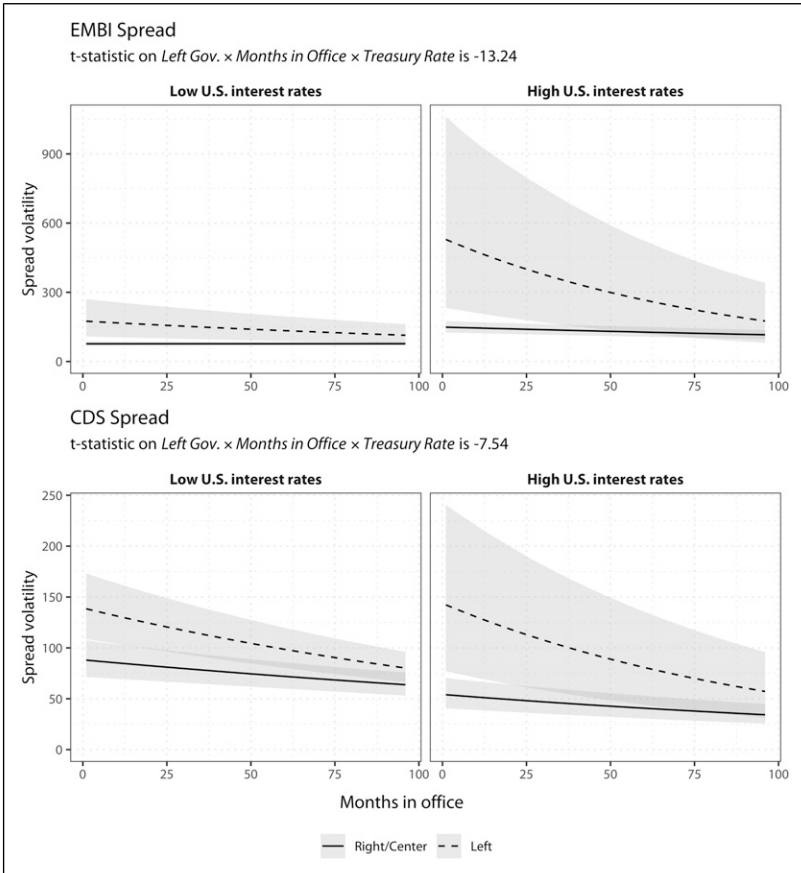 EMBI Spread
t-statistic on Left Gov. × Months in Office × Treasury Rate is -13.24
Low U.S. interest rates
High U.S. interest rates
Spread volatility
900
600
300
0
0 25 50 75 100
0 25 50 75 100
CDS Spread
t-statistic on Left Gov. × Months in Office × Treasury Rate is -7.54
Low U.S. interest rates
High U.S. interest rates
Spread volatility
250
200
150
100
50
0
0 25 50 75 100
0 25 50 75 100
Months in office
Right/Center
Left